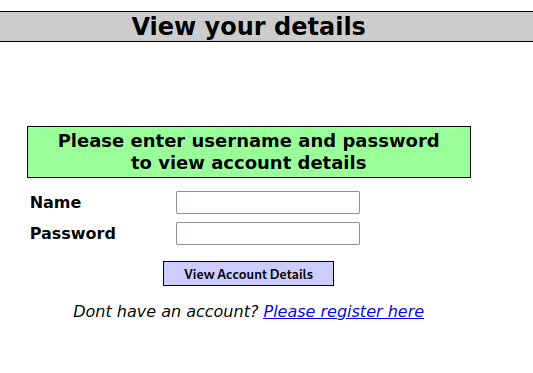 View your details
Please enter username and password
to view account details
Name
Password
View Account Details
Dont have an account? Please register here